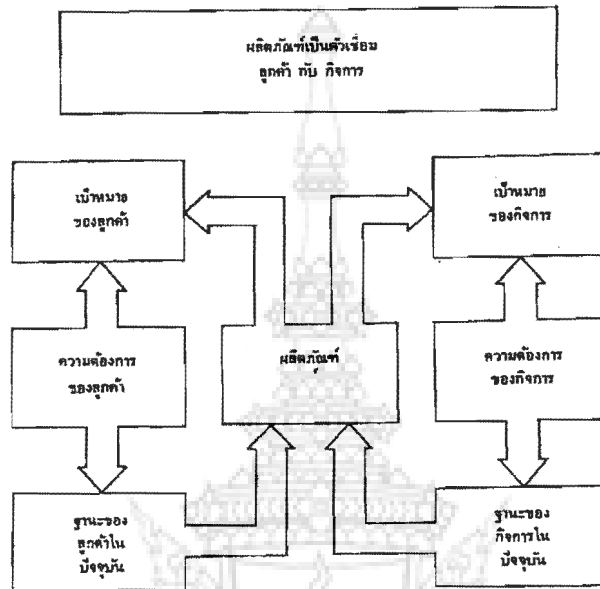 ผลิตภัณฑ์เป็นตัวเชื่อม
ลูกค้า กับ กิจการ
เป้าหมาย
ของลูกค้า
เป้าหมาย
ของกิจการ
ความต้องการ
ของลูกค้า
ผลิตภัณฑ์
ความต้องการ
ของกิจการ
ฐานะของ
ลูกค้าใน
ปัจจุบัน
ฐานะของ
กิจการใน
ปัจจุบัน